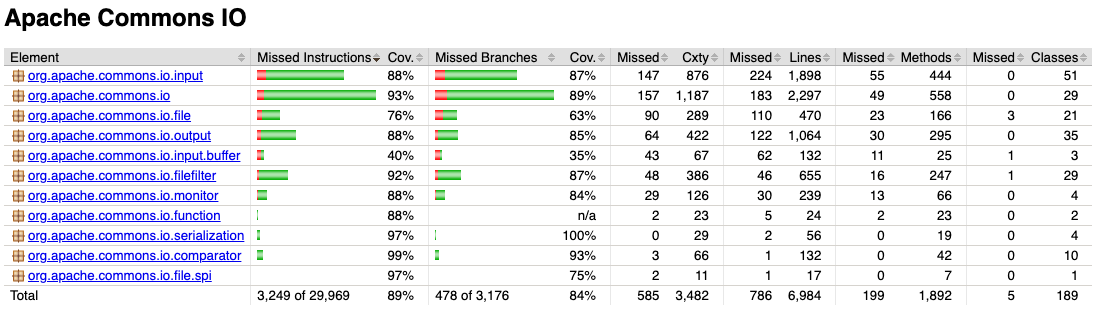 Apache Commons IO
Element Missed Instructions Cov. Missed Branches Cov. Missed Cxty Missed Lines Missed Methods Missed Classes
org.apache.commons.io.input 88% 87% 147 876 224 1,898 55 444 0 51
org.apache.commons.io 93% 89% 157 1,187 183 2,297 49 558 0 29
org.apache.commons.io.file 76% 63% 90 289 110 470 23 166 3 21
org.apache.commons.io.output 88% 85% 64 422 122 1,064 30 295 0 35
org.apache.commons.io.input.buffer 40% 35% 43 67 62 132 11 25 1 3
org.apache.commons.io.filefilter 92% 87% 48 386 46 655 16 247 1 29
org.apache.commons.io.monitor 88% 84% 29 126 30 239 13 66 0 4
org.apache.commons.io.function 88% n/a 2 23 5 24 2 23 0 2
org.apache.commons.io.serialization 97% 100% 0 29 2 56 0 19 0 4
org.apache.commons.io.comparator 99% 93% 3 66 1 132 0 42 0 10
org.apache.commons.io.file.spi 97% 75% 2 11 1 17 0 7 0 1
Total 3,249 of 29,969 89% 478 of 3,176 84% 585 3,482 786 6,984 199 1,892 5 189